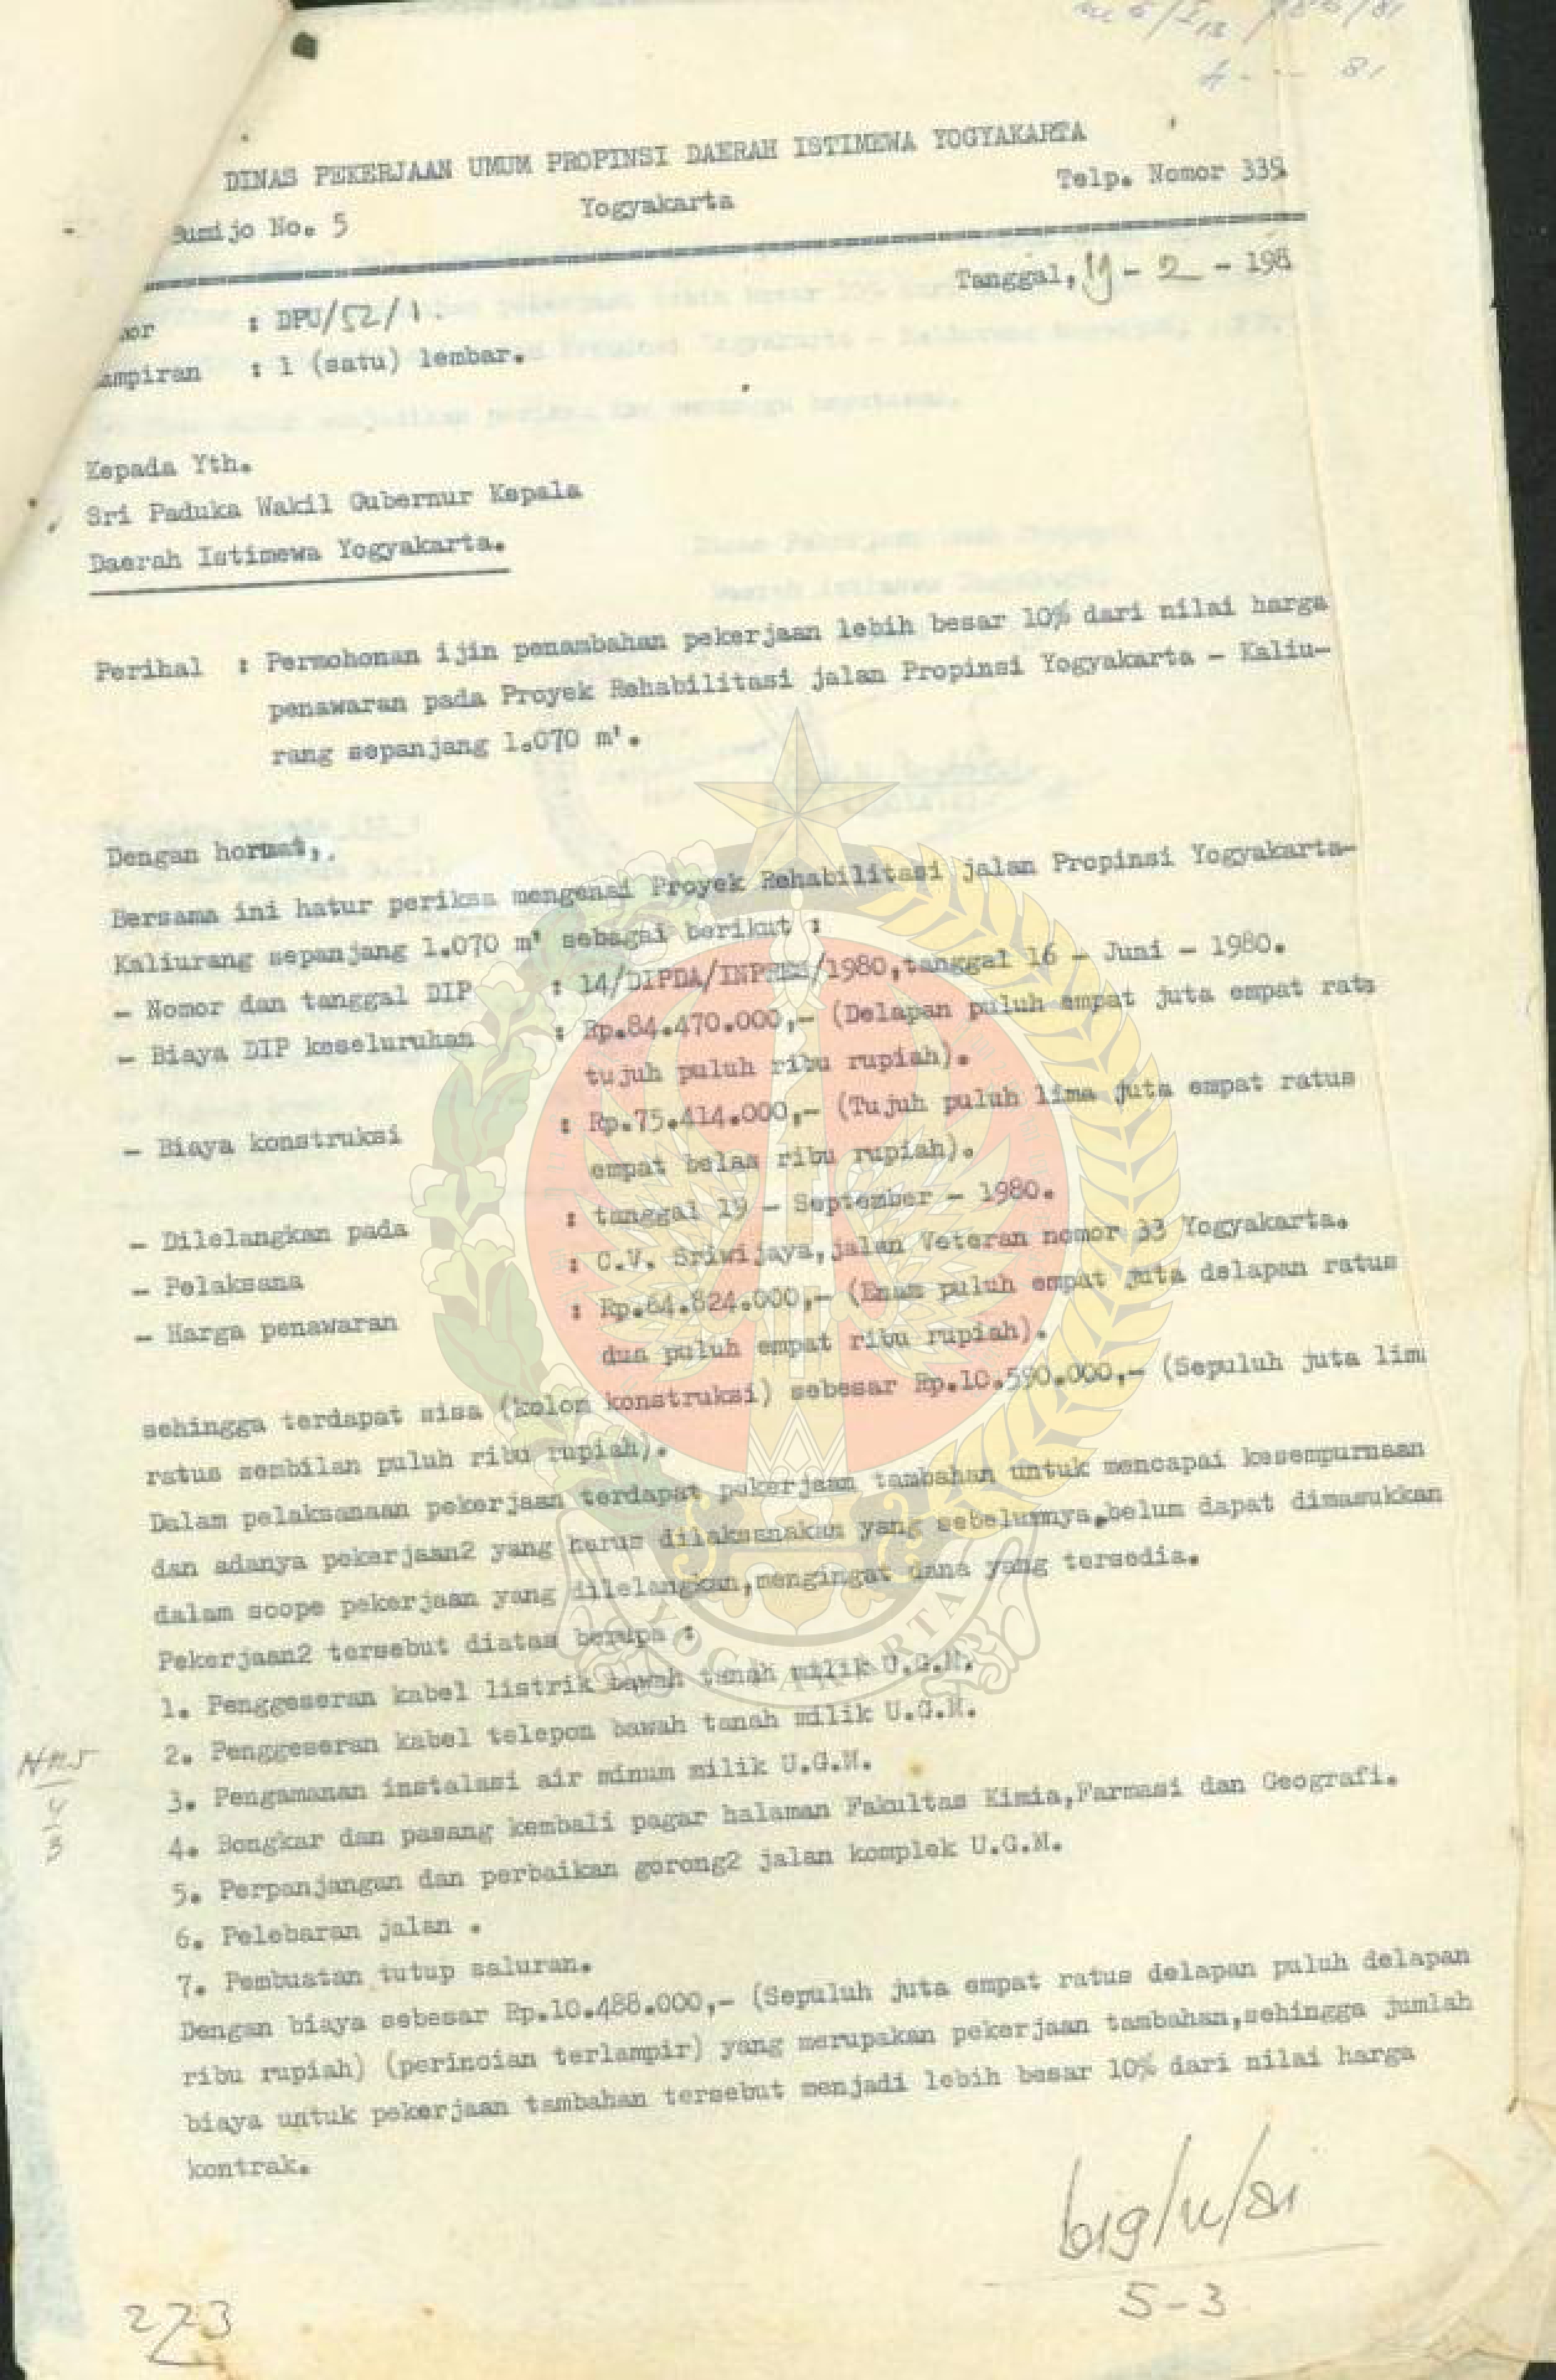 DINAS PEKERJAAN UMUM PROPINSI DAERAH ISTIMEWA YOGYAKARTA
Bumijo No. 5 Yogyakarta Telp. Nomor 335
Tanggal, 19 - 2 - 198
: DPU/52/1.
ampiran : 1 (satu) lembar.
Kepada Yth.
Sri Paduka Wakil Gubernur Kepala
Daerah Istimewa Yogyakarta.
Perihal : Permohonan ijin penambahan pekerjaan lebih besar 10% dari nilai harga
penawaran pada Proyek Rehabilitasi jalan Propinsi Yogyakarta - Kaliu-
rang sepanjang 1.070 m'.
Dengan hormat,
Bersama ini hatur periksa mengenai Proyek Rehabilitasi jalan Propinsi Yogyakarta-
Kaliurang sepanjang 1.070 m' sebagai berikut :
- Nomor dan tanggal DIP : 14/DIPDA/INPRES/1980,tanggal 16 - Juni - 1980.
- Biaya DIP keseluruhan : Rp.84.470.000,- (Delapan puluh empat juta empat ratu
tujuh puluh ribu rupiah).
- Biaya konstruksi : Rp.75.414.000,- (Tujuh puluh lima juta empat ratus
empat belas ribu rupiah).
- Dilelangkan pada : tanggal 19 - September - 1980.
- Pelaksana : C.V. Sriwijaya,jalan Veteran nomor 33 Yogyakarta.
- Harga penawaran : Rp.64.824.000,- (Enam puluh empat juta delapan ratus
dua puluh empat ribu rupiah).
sehingga terdapat sisa (kolom konstruksi) sebesar Rp.10.590.000,- (Sepuluh juta lima
ratus sembilan puluh ribu rupiah).
Dalam pelaksanaan pekerjaan terdapat pekerjaan tambahan untuk mencapai kesempurnaan
dan adanya pekerjaan2 yang harus dilaksanakan yang sebelumnya,belum dapat dimasukkan
dalam scope pekerjaan yang dilelangkan,mengingat dana yang tersedia.
Pekerjaan2 tersebut diatas berupa :
1. Penggeseran kabel listrik bawah tanah milik U.G.M.
2. Penggeseran kabel telepon bawah tanah milik U.G.M.
3. Pengamanan instalasi air minum milik U.G.M.
4. Bongkar dan pasang kembali pagar halaman Fakultas Kimia,Farmasi dan Geografi.
5. Perpanjangan dan perbaikan gorong2 jalan komplek U.G.M.
6. Pelebaran jalan .
7. Pembuatan tutup saluran.
Dengan biaya sebesar Rp.10.488.000,- (Sepuluh juta empat ratus delapan puluh delapan
ribu rupiah) (perincian terlampir) yang merupakan pekerjaan tambahan,sehingga jumlah
biaya untuk pekerjaan tambahan tersebut menjadi lebih besar 10% dari nilai harga
kontrak.
5-3
223
YOGYAKARTA